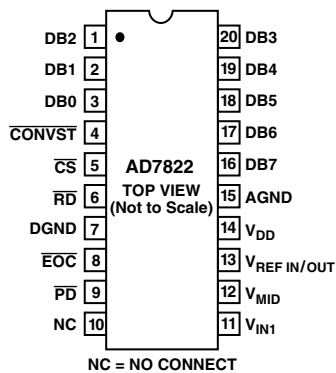 DB2 1 20 DB3
DB1 2 19 DB4
DB0 3 18 DB5
CONVST 4 17 DB6
CS 5 AD7822 16 DB7
TOP VIEW
RD 6 (Not to Scale) 15 AGND
DGND 7 14 VDD
EOC 8 13 VREF IN/OUT
PD 9 12 VMID
NC 10 11 VIN1
NC = NO CONNECT